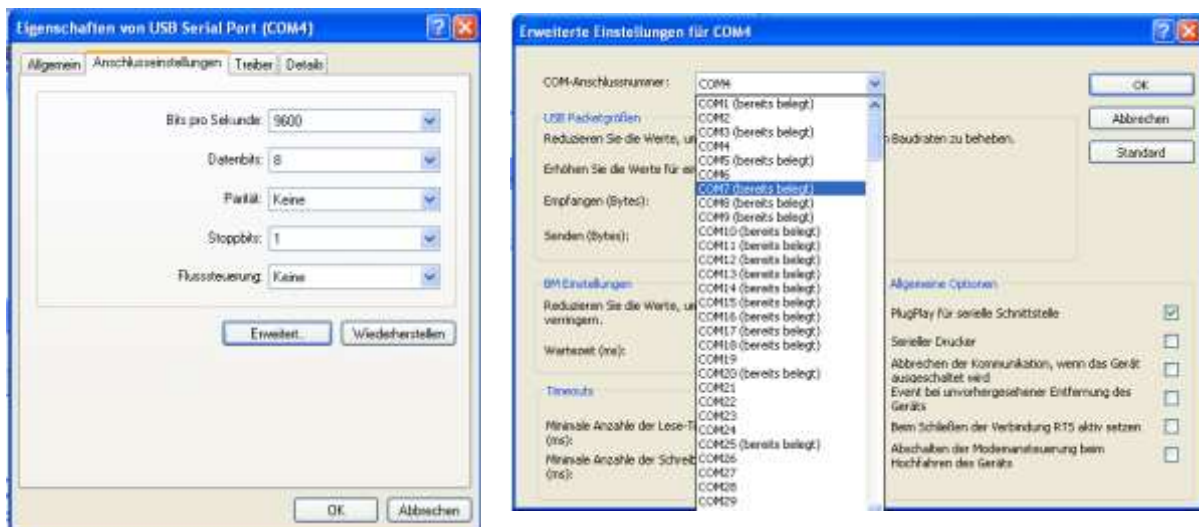 Eigenschaften von USB Serial Port (COM4)
Allgemein Anschlusseinstellungen Treiber Details
Bits pro Sekunde: 9600
Datenbits: 8
Parität: Keine
Stoppbits: 1
Flusssteuerung: Keine
Erweitert... Wiederherstellen
OK Abbrechen
Erweiterte Einstellungen für COM4
COM-Anschlussnummer: COM4
OK
Abbrechen
Standard
USB Packetgrößen
Reduzieren Sie die Werte, um
n Baudraten zu beheben.
Erhöhen Sie die Werte für
Empfangen (Bytes):
Senden (Bytes):
BM Einstellungen
Reduzieren Sie die Werte, um
verringern.
Wartezeit (ms):
Timeouts
Minimale Anzahle der Lese-T
(ms):
Minimale Anzahle der Schreib
(ms):
COM1 (bereits belegt)
COM2
COM3 (bereits belegt)
COM4
COM5 (bereits belegt)
COM6
COM7 (bereits belegt)
COM8 (bereits belegt)
COM9 (bereits belegt)
COM10 (bereits belegt)
COM11 (bereits belegt)
COM12 (bereits belegt)
COM13 (bereits belegt)
COM14 (bereits belegt)
COM15 (bereits belegt)
COM16 (bereits belegt)
COM17 (bereits belegt)
COM18 (bereits belegt)
COM19
COM20 (bereits belegt)
COM21
COM22
COM23
COM24
COM25 (bereits belegt)
COM26
COM27
COM28
COM29
Allgemeine Optionen
PlugPlay für serielle Schnittstelle
Serieller Drucker
Abbrechen der Kommunikation, wenn das Gerät
ausgeschaltet wird
Event bei unvorhergesehener Entfernung des
Geräts
Beim Schließen der Verbindung RTS aktiv setzen
Abschalten der Modemansteuerung beim
Hochfahren des Geräts